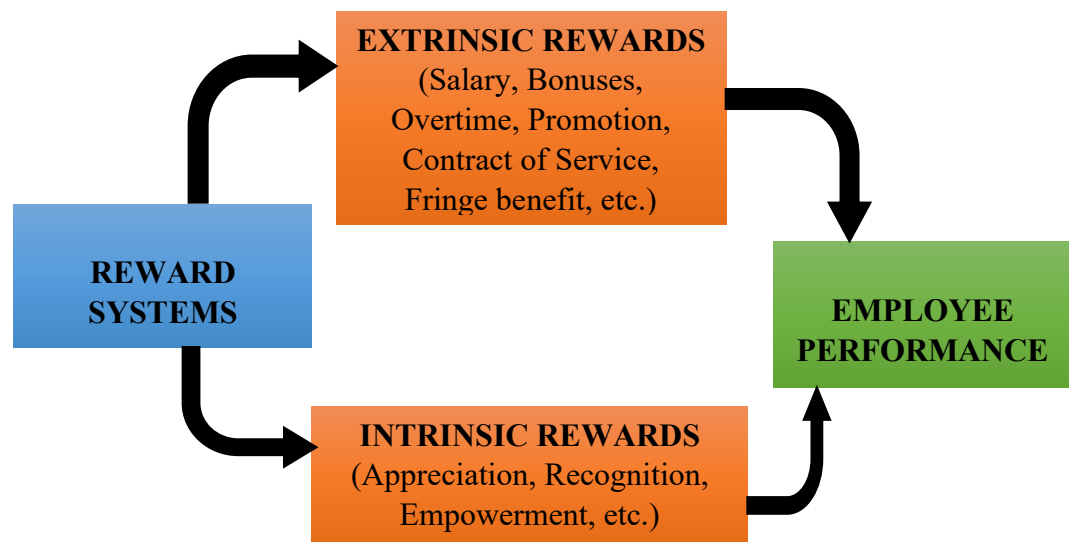 EXTRINSIC REWARDS
(Salary, Bonuses,
Overtime, Promotion,
Contract of Service,
Fringe benefit, etc.)
REWARD
SYSTEMS
EMPLOYEE
PERFORMANCE
INTRINSIC REWARDS
(Appreciation, Recognition,
Empowerment, etc.)